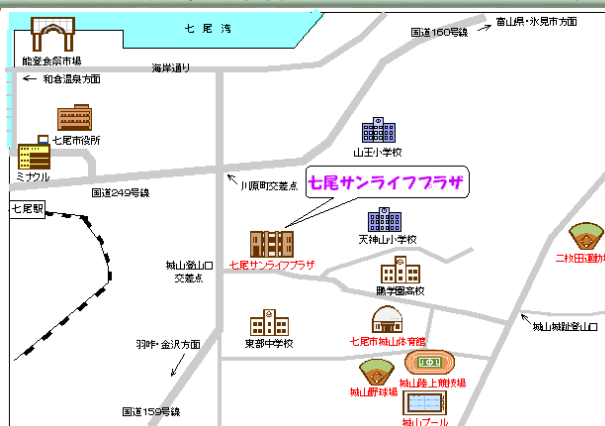 七尾湾
富山県・氷見市方面
国道160号線
能登食祭市場
海岸通り
← 和倉温泉方面
七尾市役所
山王小学校
ミナクル
川原町交差点
七尾サンライフプラザ
国道249号線
七尾駅
天神山小学校
城山登山口
交差点
七尾サンライフプラザ
二枚田運動場
鵬学園高校
城山城趾登山口
羽咋・金沢方面
東部中学校
七尾市城山体育館
城山陸上競技場
城山野球場
国道159号線
城山プール